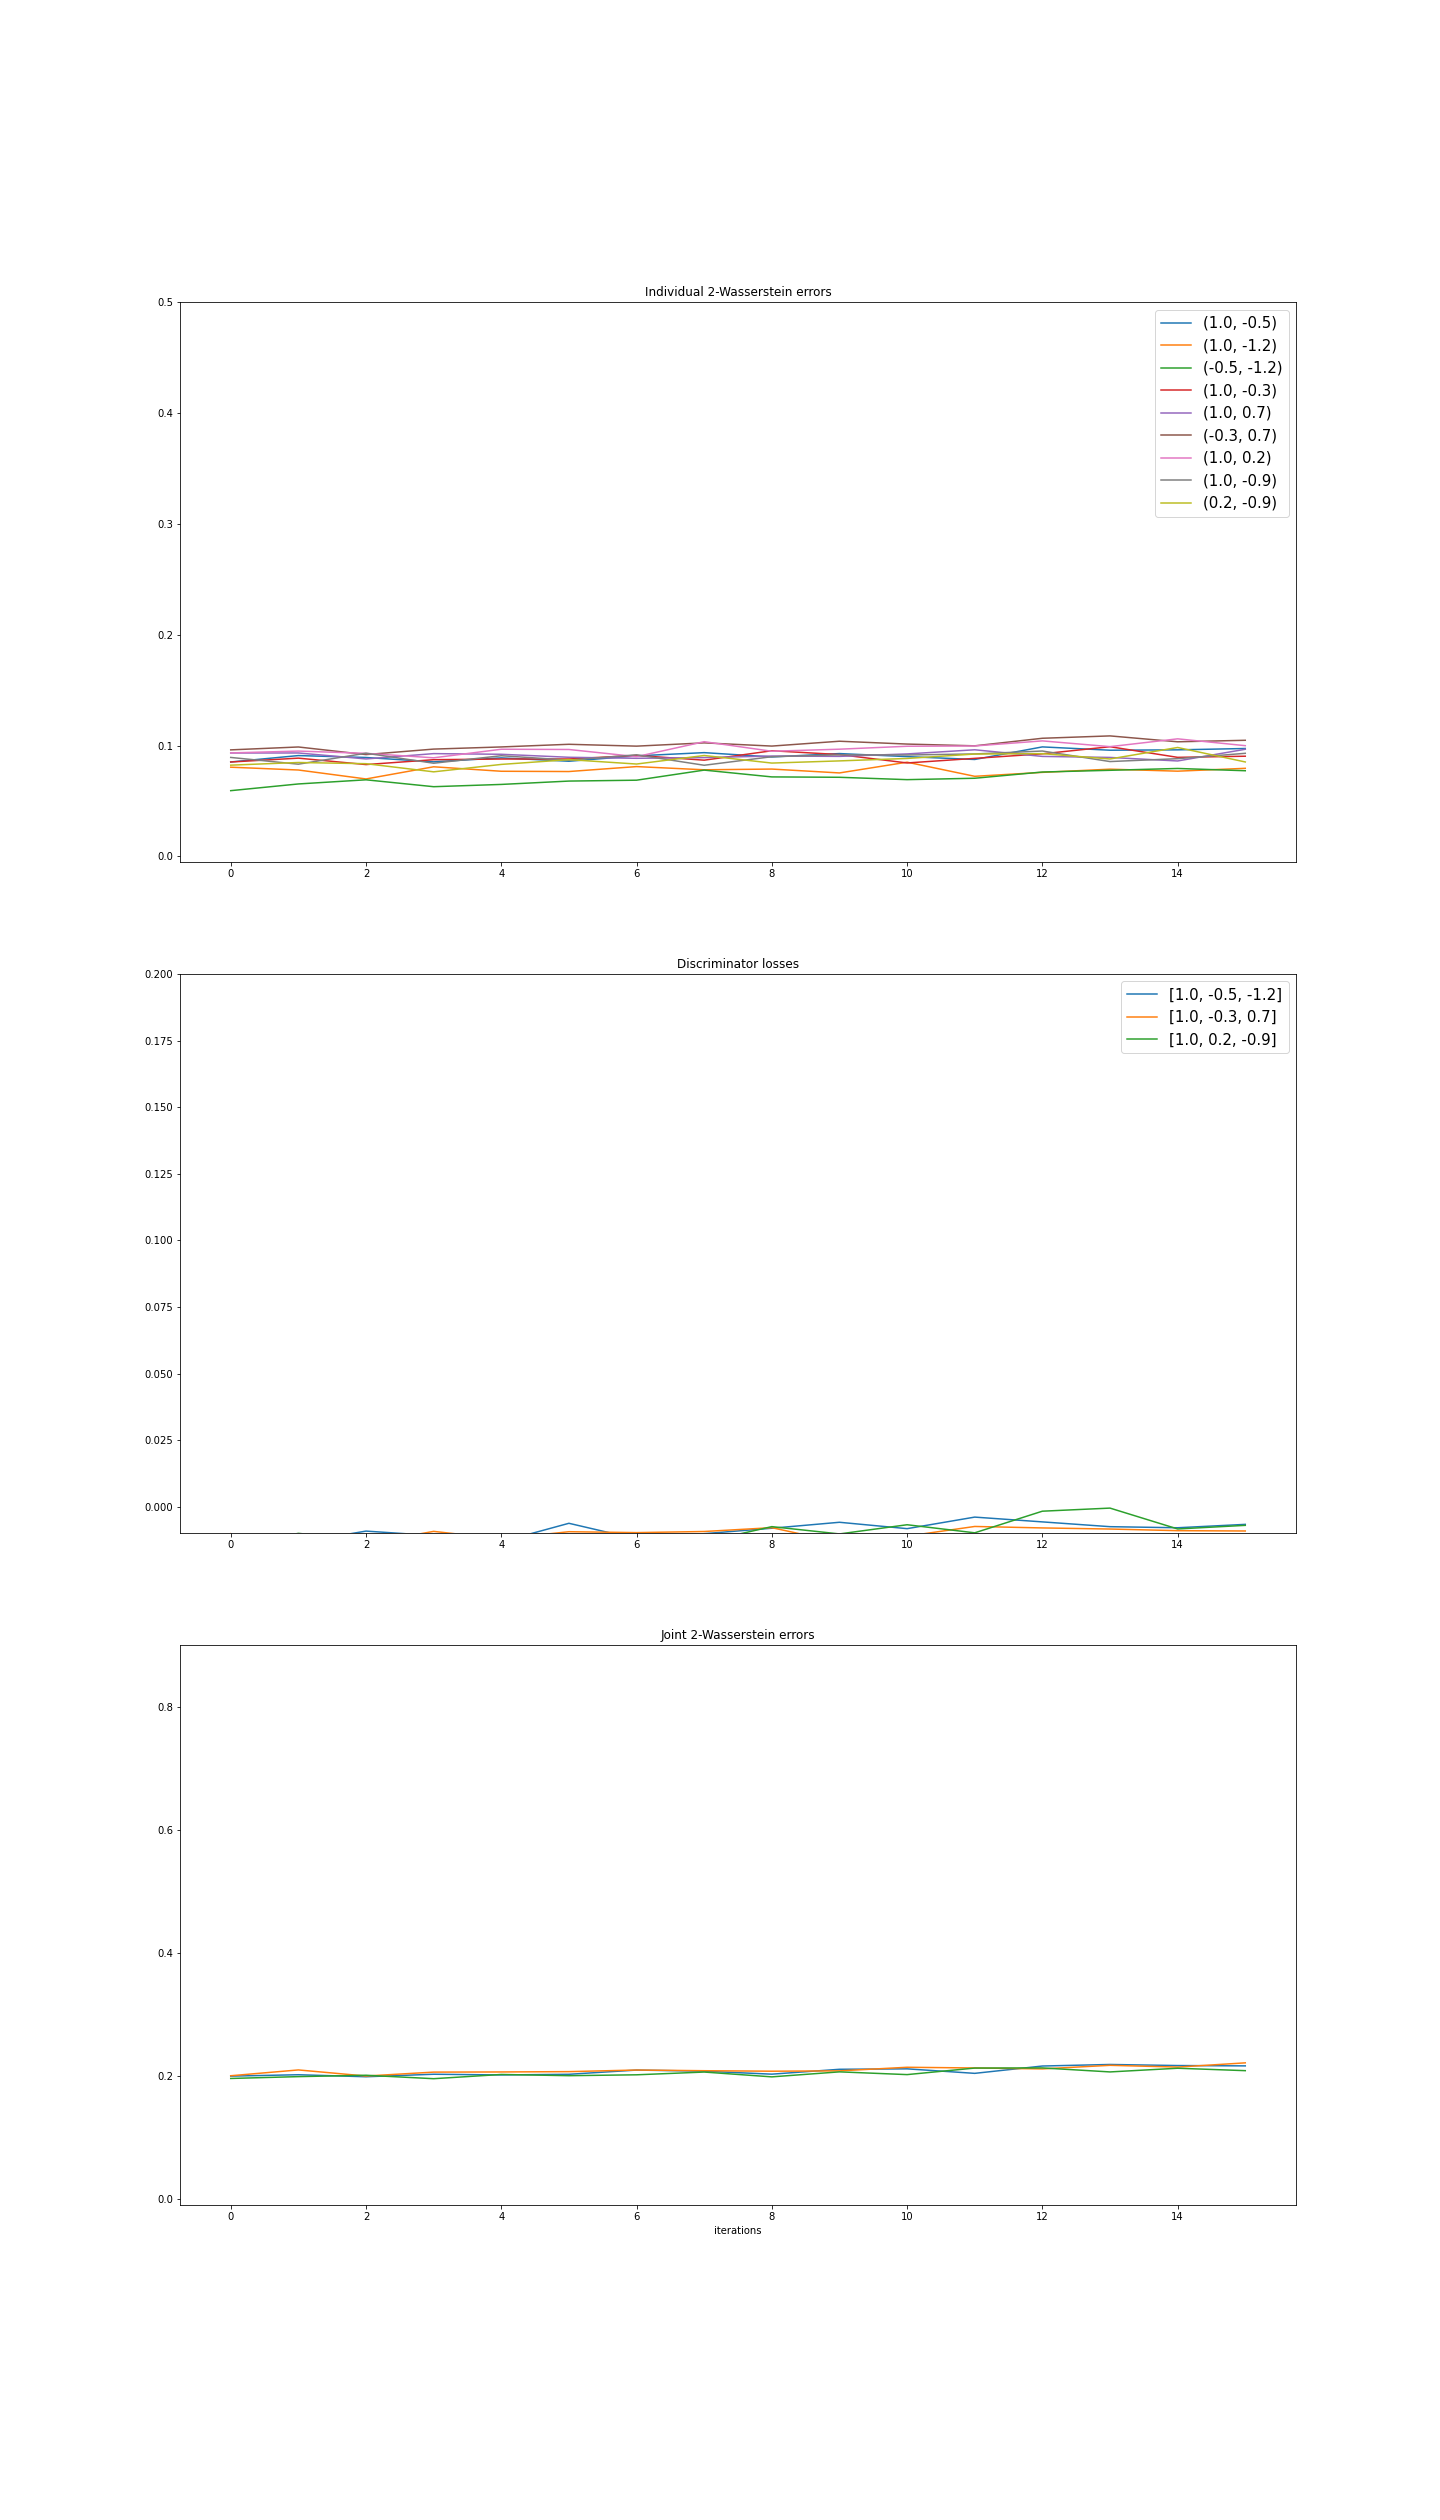 Individual 2-Wasserstein errors
0.5
0.4
0.3
0.2
0.1
0.0
(1.0, -0.5)
(1.0, -1.2)
(-0.5, -1.2)
(1.0, -0.3)
(1.0, 0.7)
(-0.3, 0.7)
(1.0, 0.2)
(1.0, -0.9)
(0.2, -0.9)
0 2 4 6 8 10 12 14
Discriminator losses
0.200
0.175
0.150
0.125
0.100
0.075
0.050
0.025
0.000
[1.0, -0.5, -1.2]
[1.0, -0.3, 0.7]
[1.0, 0.2, -0.9]
0 2 4 6 8 10 12 14
Joint 2-Wasserstein errors
0.8
0.6
0.4
0.2
0.0
0 2 4 6 8 10 12 14
iterations